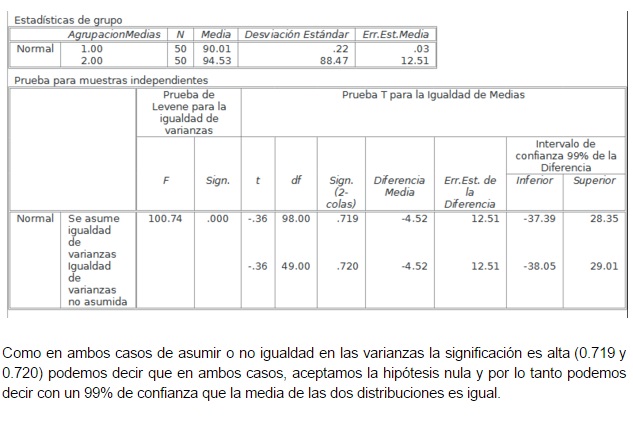 Estadísticas de grupo
AgrupacionMedias N Media Desviación Estándar Err.Est.Media
Normal 1.00 50 90.01 .22 .03
2.00 50 94.53 88.47 12.51
Prueba para muestras independientes
Prueba de Levene para la igualdad de varianzas Prueba T para la Igualdad de Medias
Intervalo de confianza 99% de la Diferencia
F Sign. t df Sign. (2-colas) Diferencia Media Err.Est. de la Diferencia Inferior Superior
Normal Se asume igualdad de varianzas 100.74 .000 -.36 98.00 .719 -4.52 12.51 -37.39 28.35
Igualdad de varianzas no asumida -.36 49.00 .720 -4.52 12.51 -38.05 29.01
Como en ambos casos de asumir o no igualdad en las varianzas la significación es alta (0.719 y
0.720) podemos decir que en ambos casos, aceptamos la hipótesis nula y por lo tanto podemos
decir con un 99% de confianza que la media de las dos distribuciones es igual.